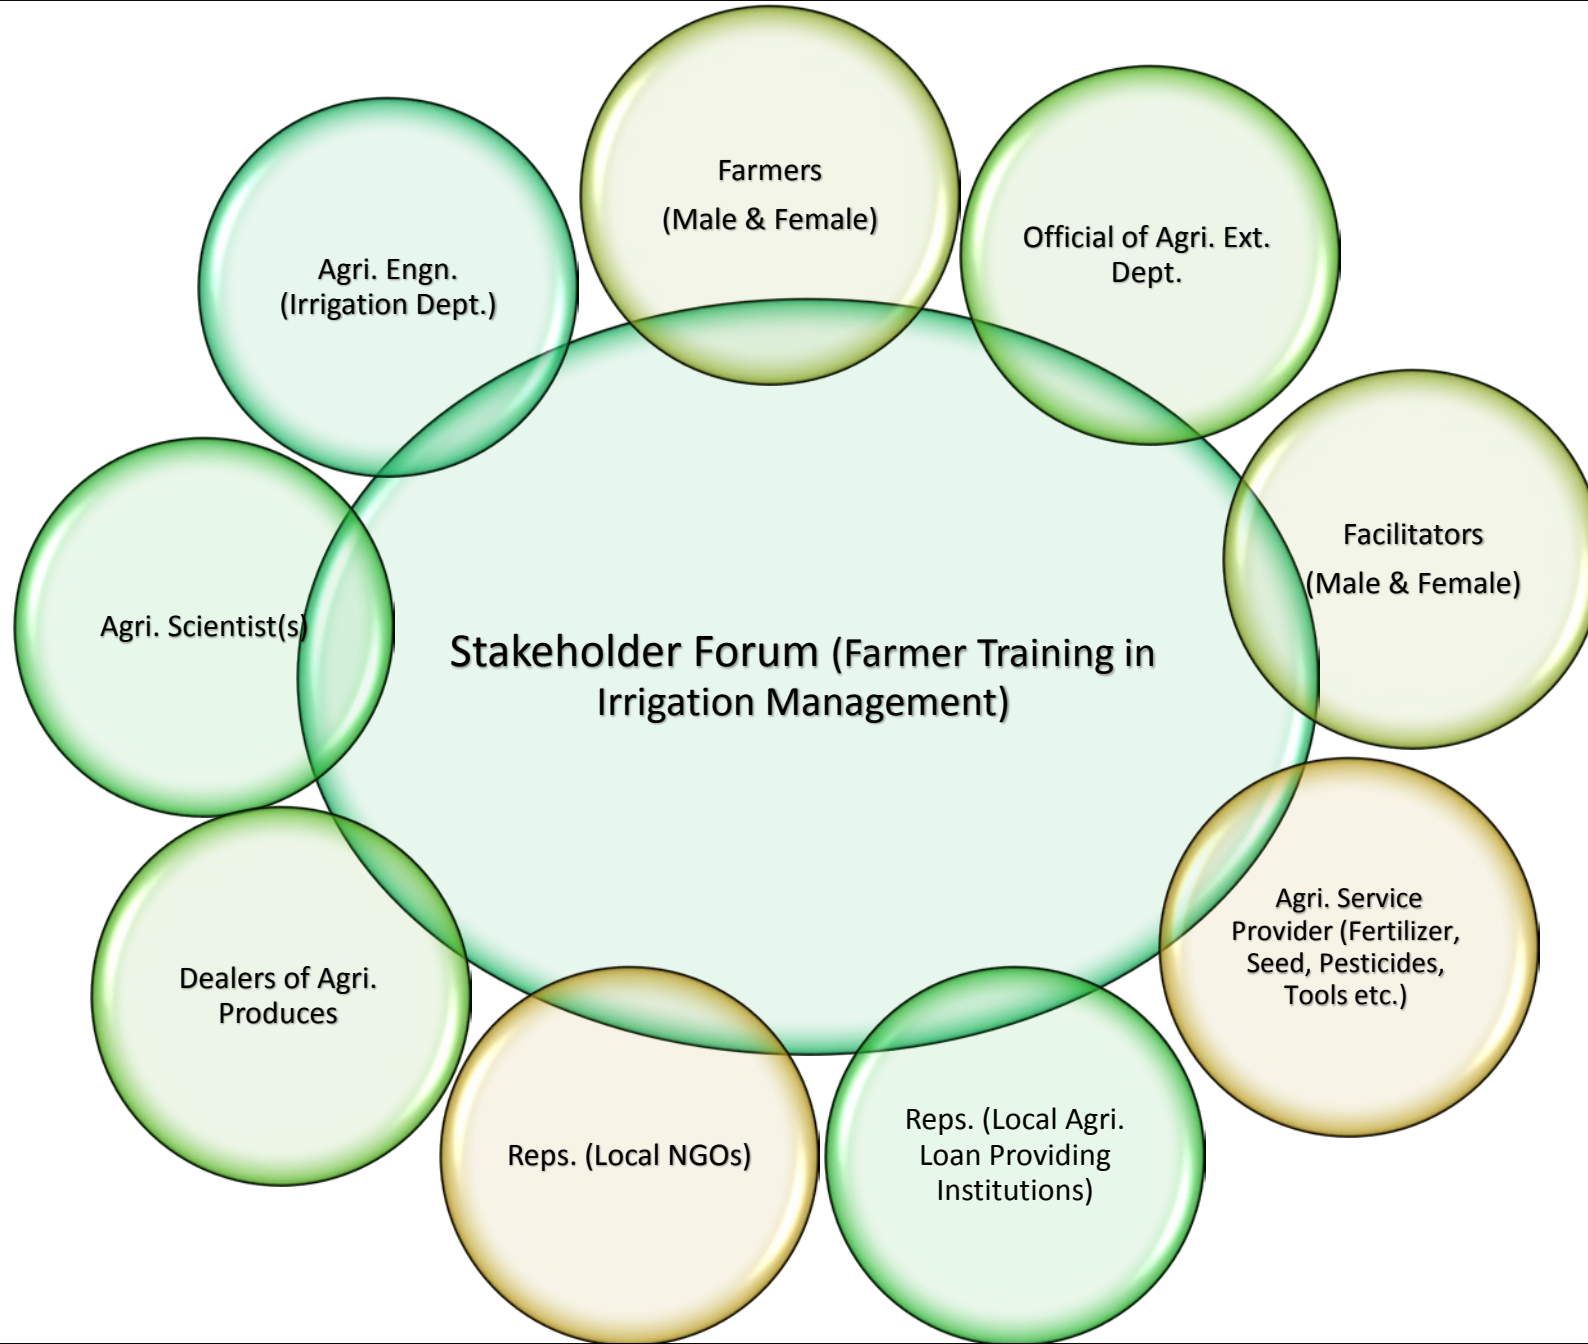 Farmers
(Male & Female)
Official of Agri. Ext.
Dept.
Facilitators
(Male & Female)
Agri. Service
Provider (Fertilizer,
Seed, Pesticides,
Tools etc.)
Reps. (Local Agri.
Loan Providing
Institutions)
Reps. (Local NGOs)
Dealers of Agri.
Produces
Agri. Scientist(s)
Agri. Engn.
(Irrigation Dept.)
Stakeholder Forum (Farmer Training in
Irrigation Management)